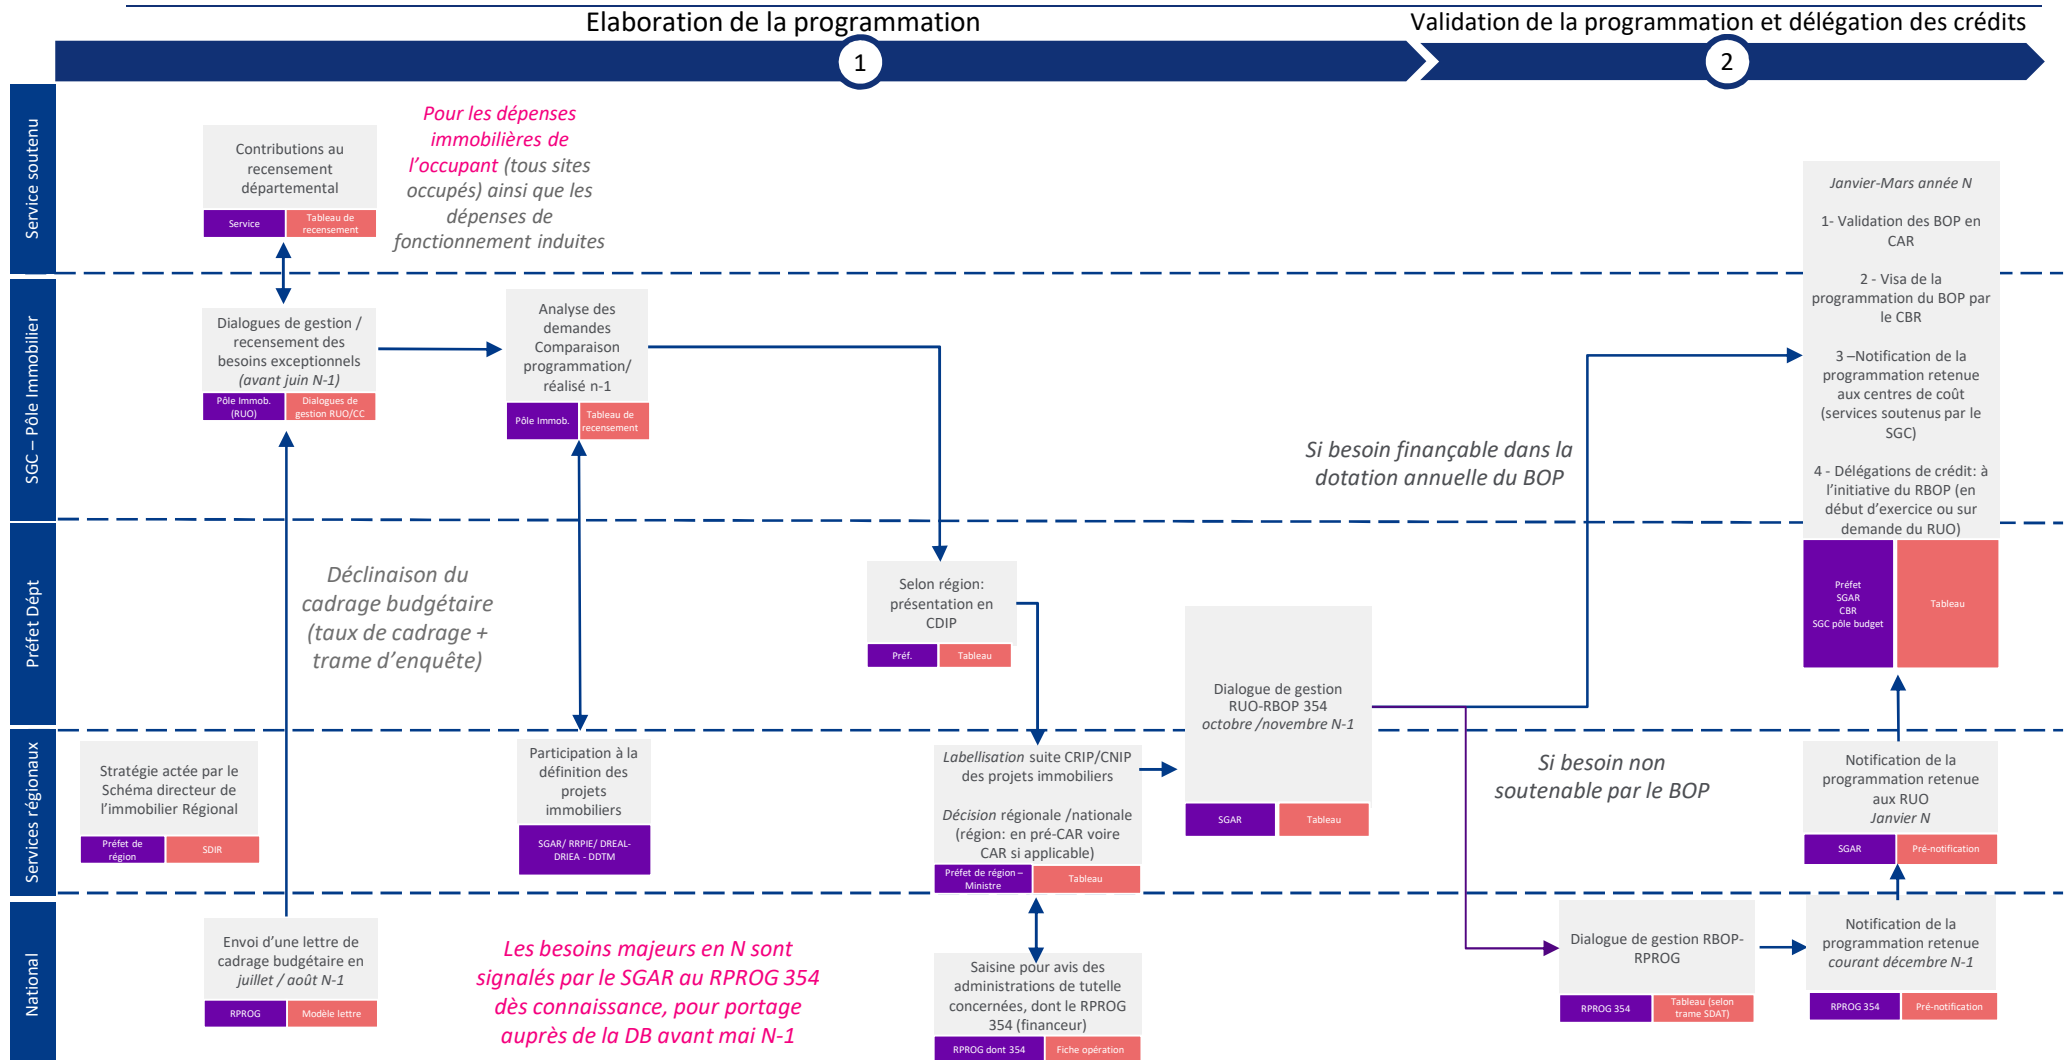 Elaboration de la programmation
Validation de la programmation et délégation des crédits
1
2
Service soutenu
Contributions au
recensement
départemental
Service
Tableau de
recensement
Pour les dépenses
immobilières de
l'occupant (tous sites
occupés) ainsi que les
dépenses de
fonctionnement induites
SGC – Pôle Immobilier
Dialogues de gestion /
recensement des
besoins exceptionnels
(avant juin N-1)
Pôle Immob.
(RUO)
Dialogues de
gestion RUO/CC
Analyse des
demandes
Comparaison
programmation/
réalisé n-1
Pôle Immob.
Tableau de
recensement
Si besoin finançable dans la
dotation annuelle du BOP
Janvier-Mars année N
1- Validation des BOP en
CAR
2 - Visa de la
programmation du BOP par
le CBR
3 –Notification de la
programmation retenue
aux centres de coût
(services soutenus par le
SGC)
4 - Délégations de crédit: à
l'initiative du RBOP (en
début d'exercice ou sur
demande du RUO)
Préfet
SGAR
CBR
SGC pôle budget
Tableau
Préfet Dépt
Déclinaison du
cadrage budgétaire
(taux de cadrage +
trame d'enquête)
Selon région:
présentation en
CDIP
Préf.
Tableau
Dialogue de gestion
RUO-RBOP 354
octobre /novembre N-1
SGAR
Tableau
Services régionaux
Stratégie actée par le
Schéma directeur de
l'immobilier Régional
Préfet de
région
SDIR
Participation à la
définition des
projets
immobiliers
SGAR/ RRPIE/ DREAL-
DRIEA - DDTM
Labellisation suite CRIP/CNIP
des projets immobiliers
Décision régionale /nationale
(région: en pré-CAR voire
CAR si applicable)
Préfet de région –
Ministre
Tableau
Si besoin non
soutenable par le BOP
Notification de la
programmation retenue
aux RUO
Janvier N
SGAR
Pré-notification
National
Envoi d'une lettre de
cadrage budgétaire en
juillet / août N-1
RPROG
Modèle lettre
Les besoins majeurs en N sont
signalés par le SGAR au RPROG 354
dès connaissance, pour portage
auprès de la DB avant mai N-1
Saisine pour avis des
administrations de tutelle
concernées, dont le RPROG
354 (financeur)
RPROG dont 354
Fiche opération
Dialogue de gestion RBOP-
RPROG
RPROG 354
Tableau (selon
trame SDAT)
Notification de la
programmation retenue
courant décembre N-1
RPROG 354
Pré-notification